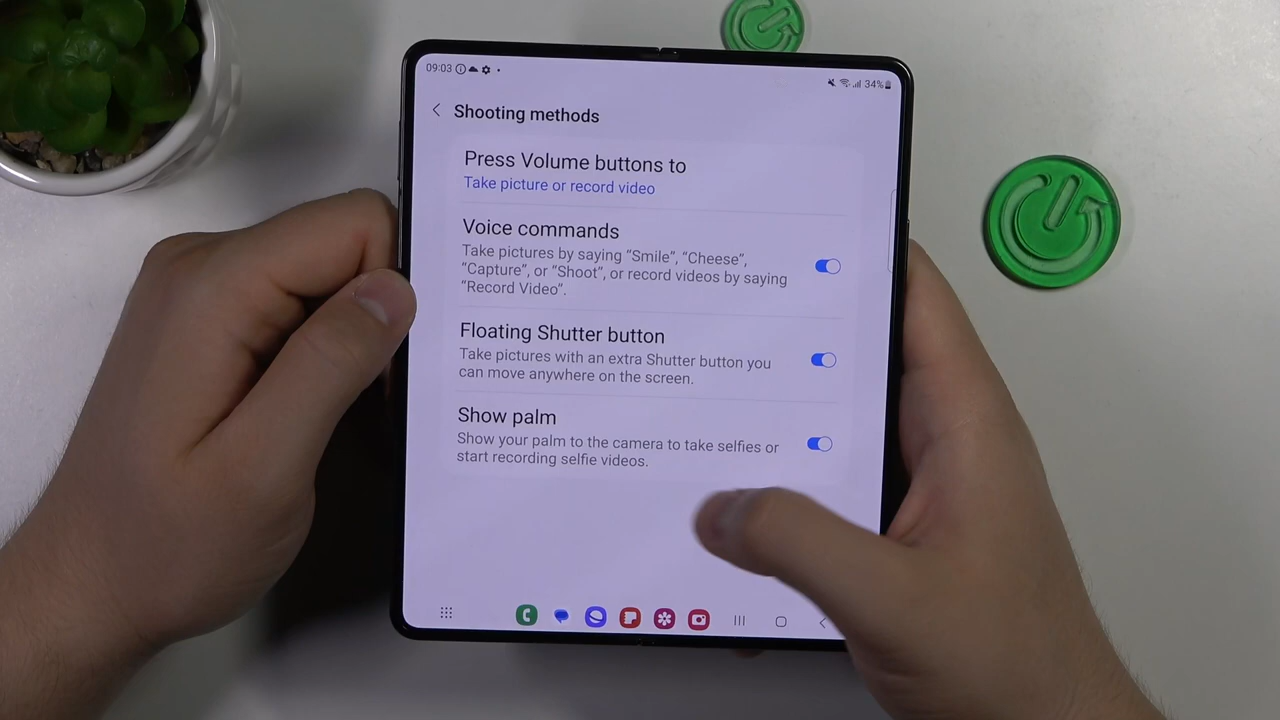 09:03
34%
Shooting methods
Press Volume buttons to
Take picture or record video
Voice commands
Take pictures by saying “Smile”, “Cheese”,
“Capture”, or “Shoot”, or record videos by saying
“Record Video”.
Floating Shutter button
Take pictures with an extra Shutter button you
can move anywhere on the screen.
Show palm
Show your palm to the camera to take selfies or
start recording selfie videos.